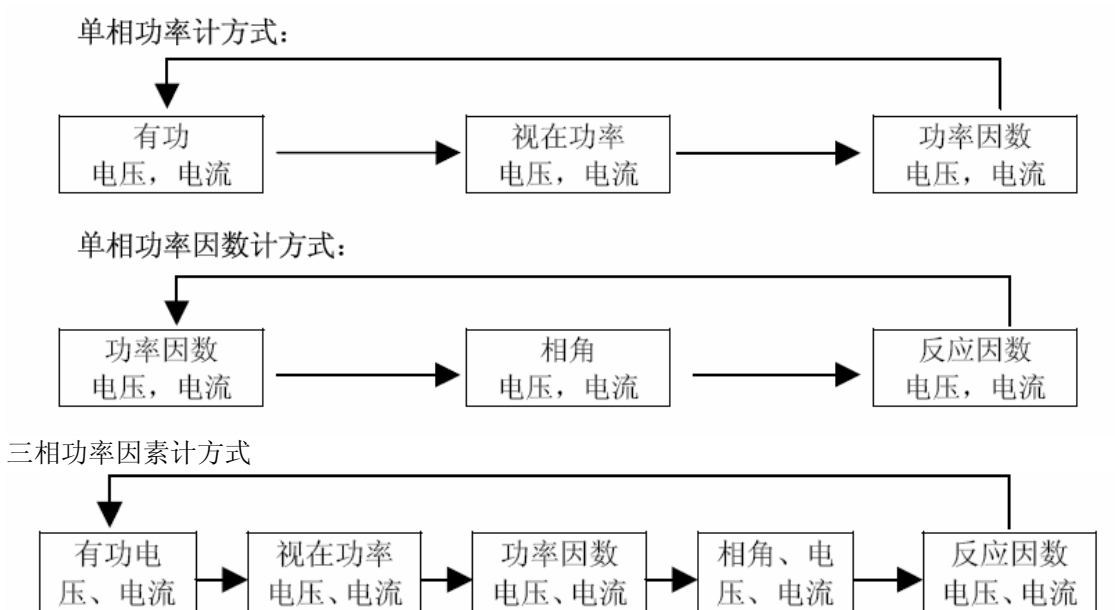 单相功率计方式：
有功
电压，电流
视在功率
电压，电流
功率因数
电压，电流
单相功率因数计方式：
功率因数
电压，电流
相角
电压，电流
反应因数
电压，电流
三相功率因素计方式
有功电
压、电流
视在功率
电压、电流
功率因数
电压、电流
相角、电
压、电流
反应因数
电压、电流